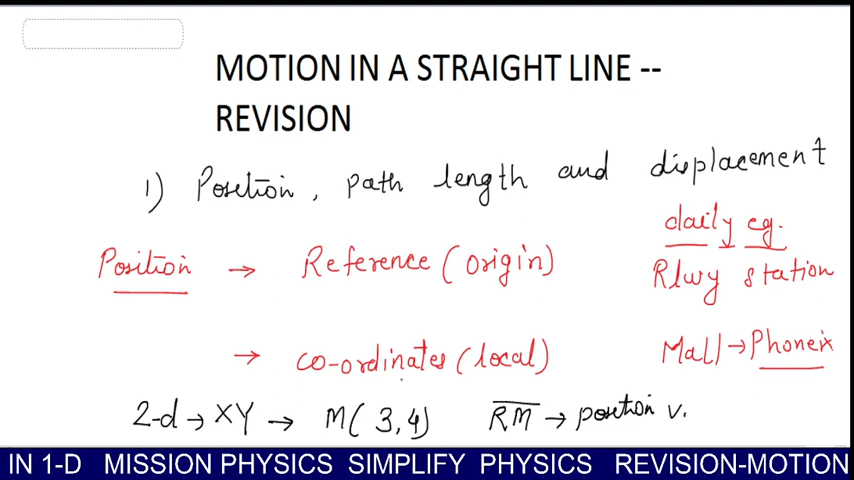 MOTION IN A STRAIGHT LINE --
REVISION
1) Position, path length and displacement
daily eg.
Position → Reference (origin)
Rlwy station
→ co-ordinates (local)
Mall → Phoneix
2-d → XY → M(3,4) RM → position v.
IN 1-D MISSION PHYSICS SIMPLIFY PHYSICS REVISION-MOTION